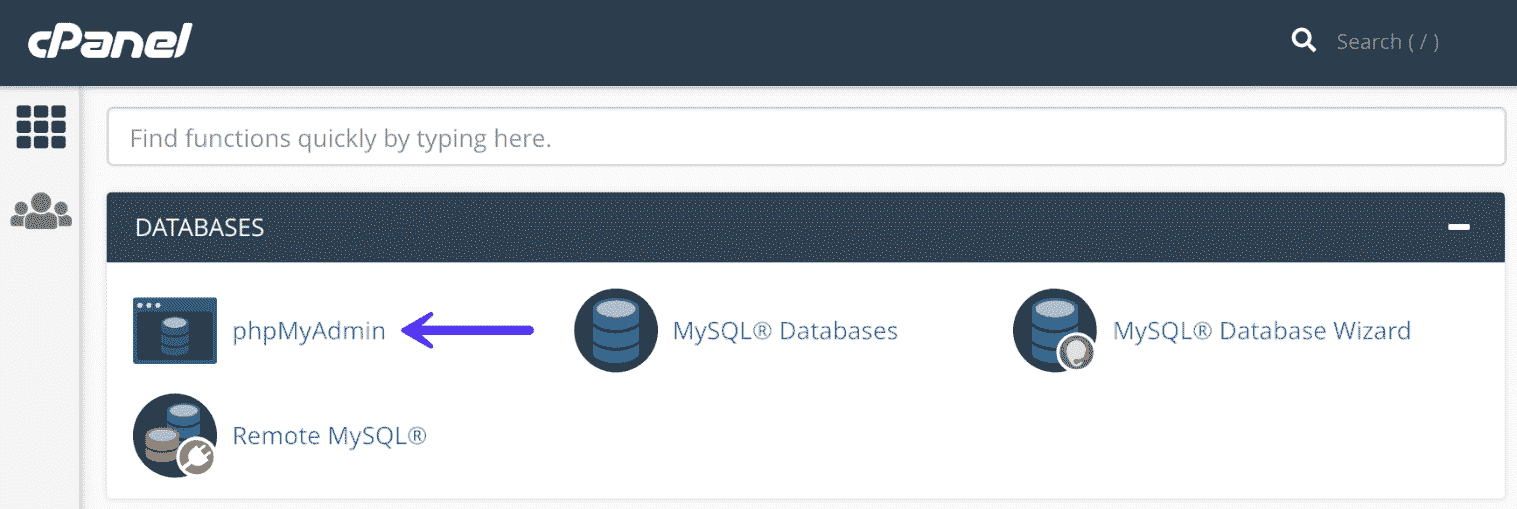 cPanel
Search ( / )
Find functions quickly by typing here.
DATABASES
phpMyAdmin
MySQL® Databases
MySQL® Database Wizard
Remote MySQL®